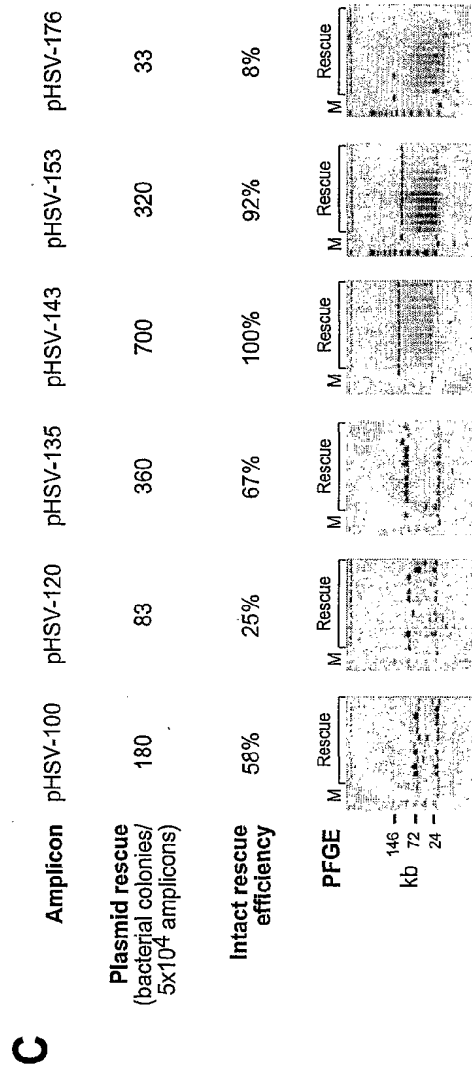 C
Amplicon pHSV-100 pHSV-120 pHSV-135 pHSV-143 pHSV-153 pHSV-176
Plasmid rescue 180 83 360 700 320 33
(bacterial colonies/
5x10⁴ amplicons)
Intact rescue 58% 25% 67% 100% 92% 8%
efficiency
PFGE M Rescue M Rescue M Rescue M Rescue M Rescue M Rescue
146
kb 72
24